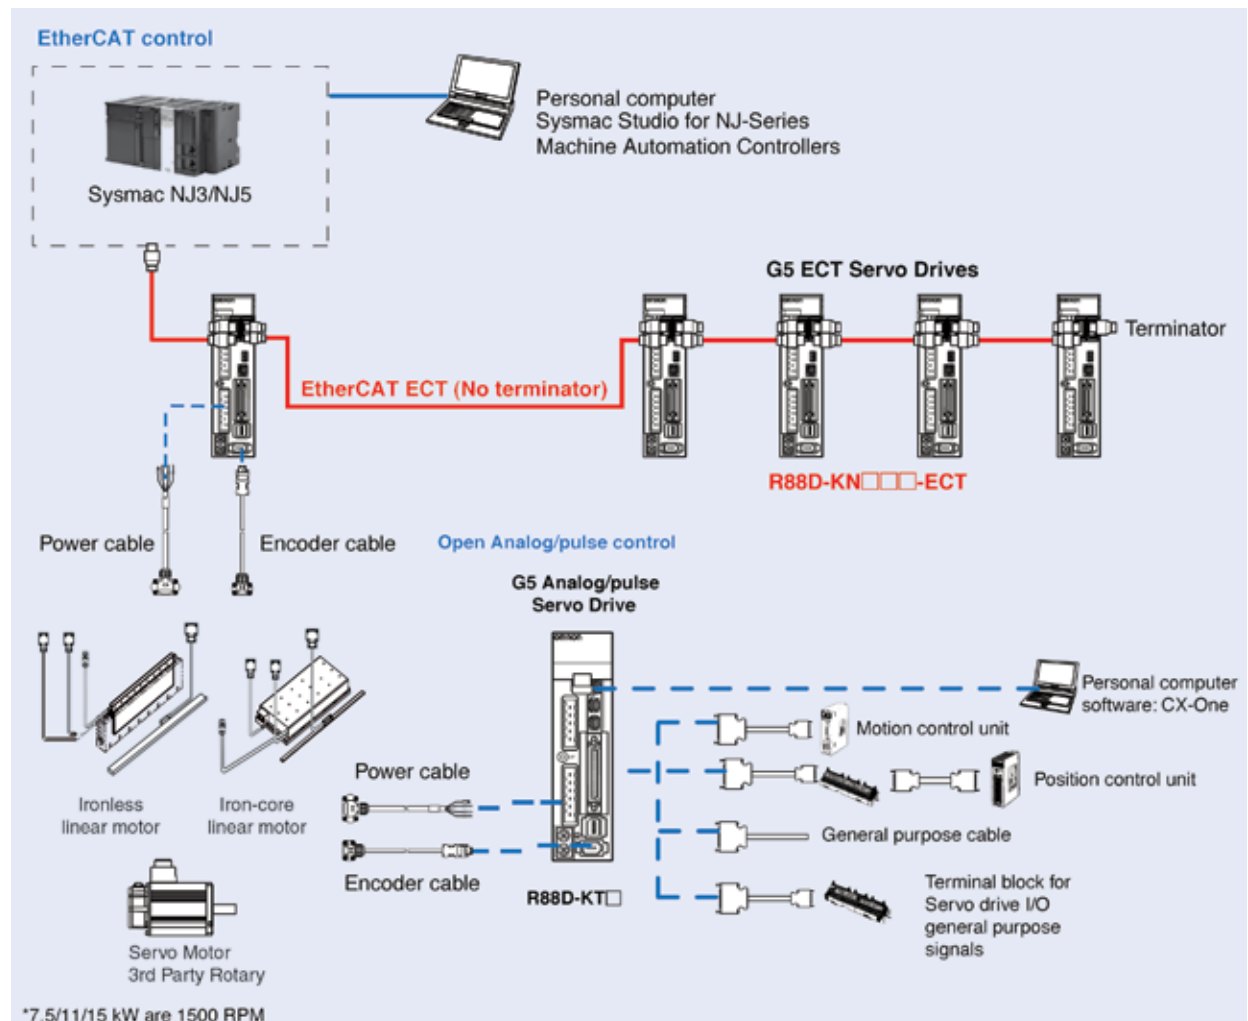 EtherCAT control
Personal computer
Sysmac Studio for NJ-Series
Machine Automation Controllers
Sysmac NJ3/NJ5
G5 ECT Servo Drives
Terminator
EtherCAT ECT (No terminator)
R88D-KN□□□-ECT
Power cable
Encoder cable
Open Analog/pulse control
G5 Analog/pulse
Servo Drive
Personal computer
software: CX-One
Motion control unit
Position control unit
Power cable
General purpose cable
Encoder cable
R88D-KT□
Terminal block for
Servo drive I/O
general purpose
signals
Ironless
linear motor
Iron-core
linear motor
Servo Motor
3rd Party Rotary
*7.5/11/15 kW are 1500 RPM